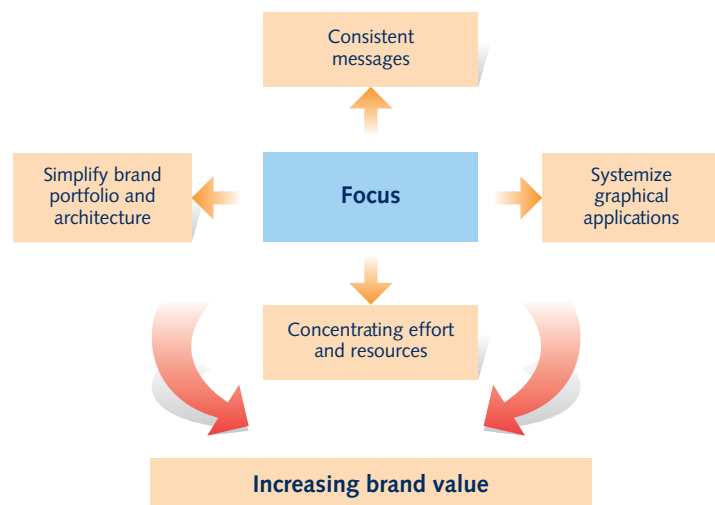 Consistent
messages
Simplify brand
portfolio and
architecture
Focus
Systemize
graphical
applications
Concentrating effort
and resources
Increasing brand value